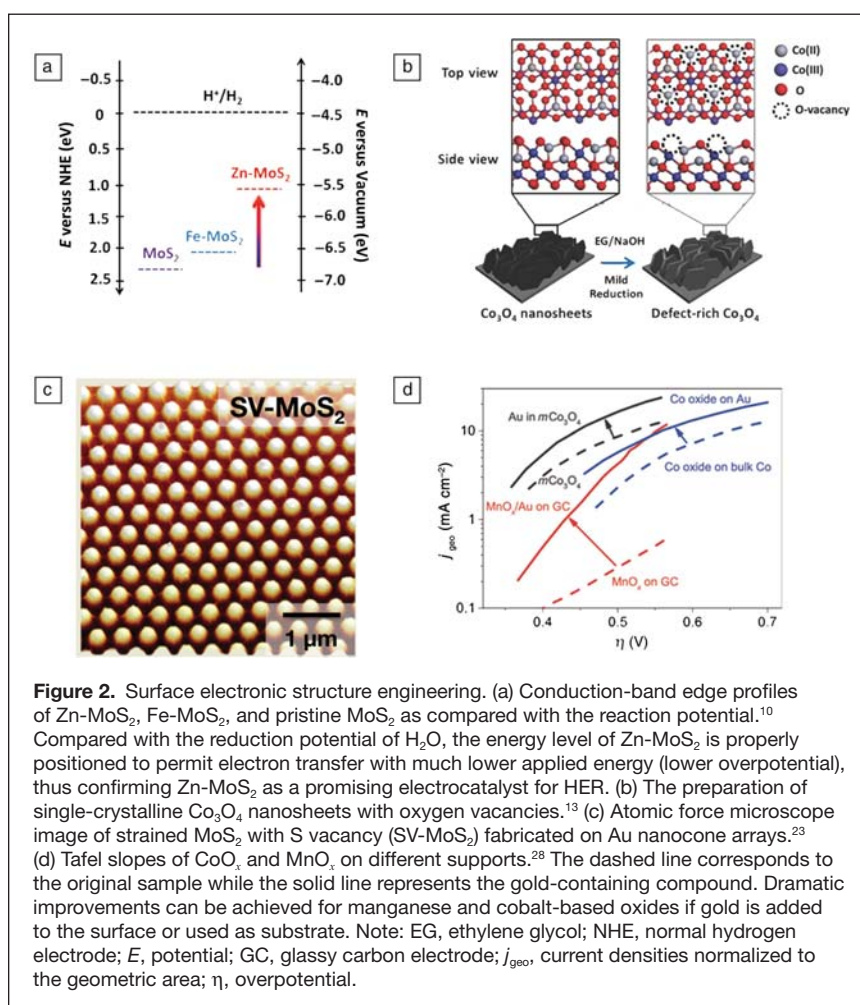 a
−0.5
0
0.5
1.0
1.5
2.0
2.5
E versus NHE (eV)
H⁺/H₂
Zn-MoS₂
Fe-MoS₂
MoS₂
−4.0
−4.5
−5.0
−5.5
−6.0
−6.5
−7.0
E versus Vacuum (eV)
b
Top view
Side view
Co(II)
Co(III)
O
O-vacancy
EG/NaOH
Mild
Reduction
Co₃O₄ nanosheets
Defect-rich Co₃O₄
c
SV-MoS₂
1 µm
d
10
1
0.1
j geo (mA cm⁻²)
Au in mCo₃O₄
mCo₃O₄
Co oxide on Au
Co oxide on bulk Co
MnOₓ/Au on GC
MnOₓ on GC
0.4 0.5 0.6 0.7
η (V)
Figure 2. Surface electronic structure engineering. (a) Conduction-band edge profiles
of Zn-MoS₂, Fe-MoS₂, and pristine MoS₂ as compared with the reaction potential.¹⁰
Compared with the reduction potential of H₂O, the energy level of Zn-MoS₂ is properly
positioned to permit electron transfer with much lower applied energy (lower overpotential),
thus confirming Zn-MoS₂ as a promising electrocatalyst for HER. (b) The preparation of
single-crystalline Co₃O₄ nanosheets with oxygen vacancies.¹³ (c) Atomic force microscope
image of strained MoS₂ with S vacancy (SV-MoS₂) fabricated on Au nanocone arrays.²³
(d) Tafel slopes of CoOₓ and MnOₓ on different supports.²⁸ The dashed line corresponds to
the original sample while the solid line represents the gold-containing compound. Dramatic
improvements can be achieved for manganese and cobalt-based oxides if gold is added
to the surface or used as substrate. Note: EG, ethylene glycol; NHE, normal hydrogen
electrode; E, potential; GC, glassy carbon electrode; j geo, current densities normalized to
the geometric area; η, overpotential.